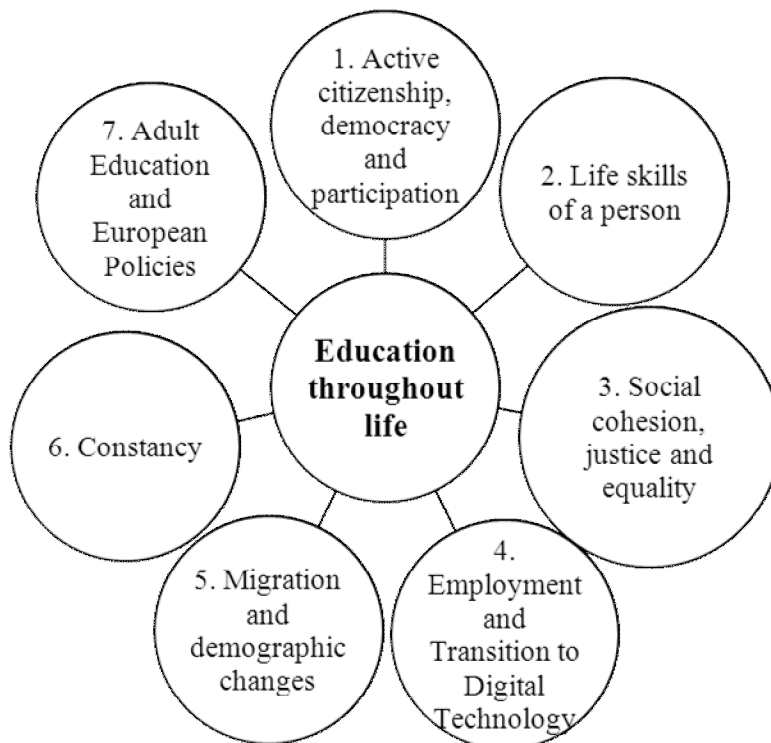 1. Active
citizenship,
democracy
and
participation
2. Life skills
of a person
3. Social
cohesion,
justice and
equality
4.
Employment
and
Transition to
Digital
Technology
5. Migration
and
demographic
changes
6. Constancy
7. Adult
Education
and
European
Policies
Education
throughout
life